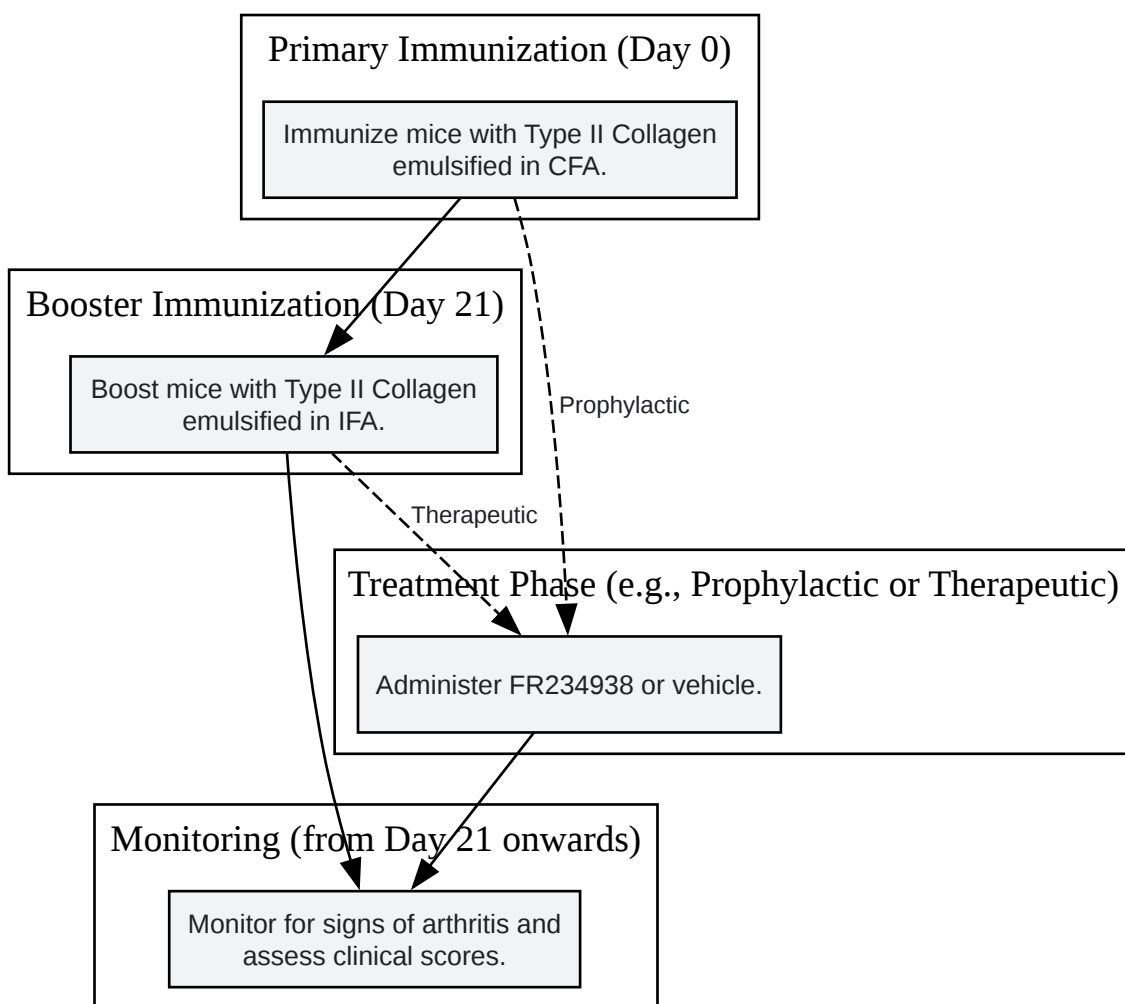 Primary Immunization (Day 0)
Immunize mice with Type II Collagen
emulsified in CFA.
Booster Immunization (Day 21)
Boost mice with Type II Collagen
emulsified in IFA.
Prophylactic
Therapeutic
Treatment Phase (e.g., Prophylactic or Therapeutic)
Administer FR234938 or vehicle.
Monitoring (from Day 21 onwards)
Monitor for signs of arthritis and
assess clinical scores.